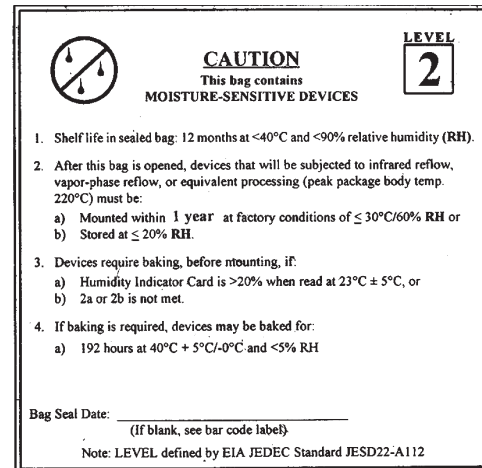 LEVEL
2
CAUTION
This bag contains
MOISTURE-SENSITIVE DEVICES
1. Shelf life in sealed bag: 12 months at <40°C and <90% relative humidity (RH).
2. After this bag is opened, devices that will be subjected to infrared reflow,
vapor-phase reflow, or equivalent processing (peak package body temp.
220°C) must be:
a) Mounted within 1 year at factory conditions of ≤ 30°C/60% RH or
b) Stored at ≤ 20% RH.
3. Devices require baking, before mounting, if:
a) Humidity Indicator Card is >20% when read at 23°C ± 5°C, or
b) 2a or 2b is not met.
4. If baking is required, devices may be baked for:
a) 192 hours at 40°C + 5°C/-0°C and <5% RH
Bag Seal Date:
(If blank, see bar code label)
Note: LEVEL defined by EIA JEDEC Standard JESD22-A112